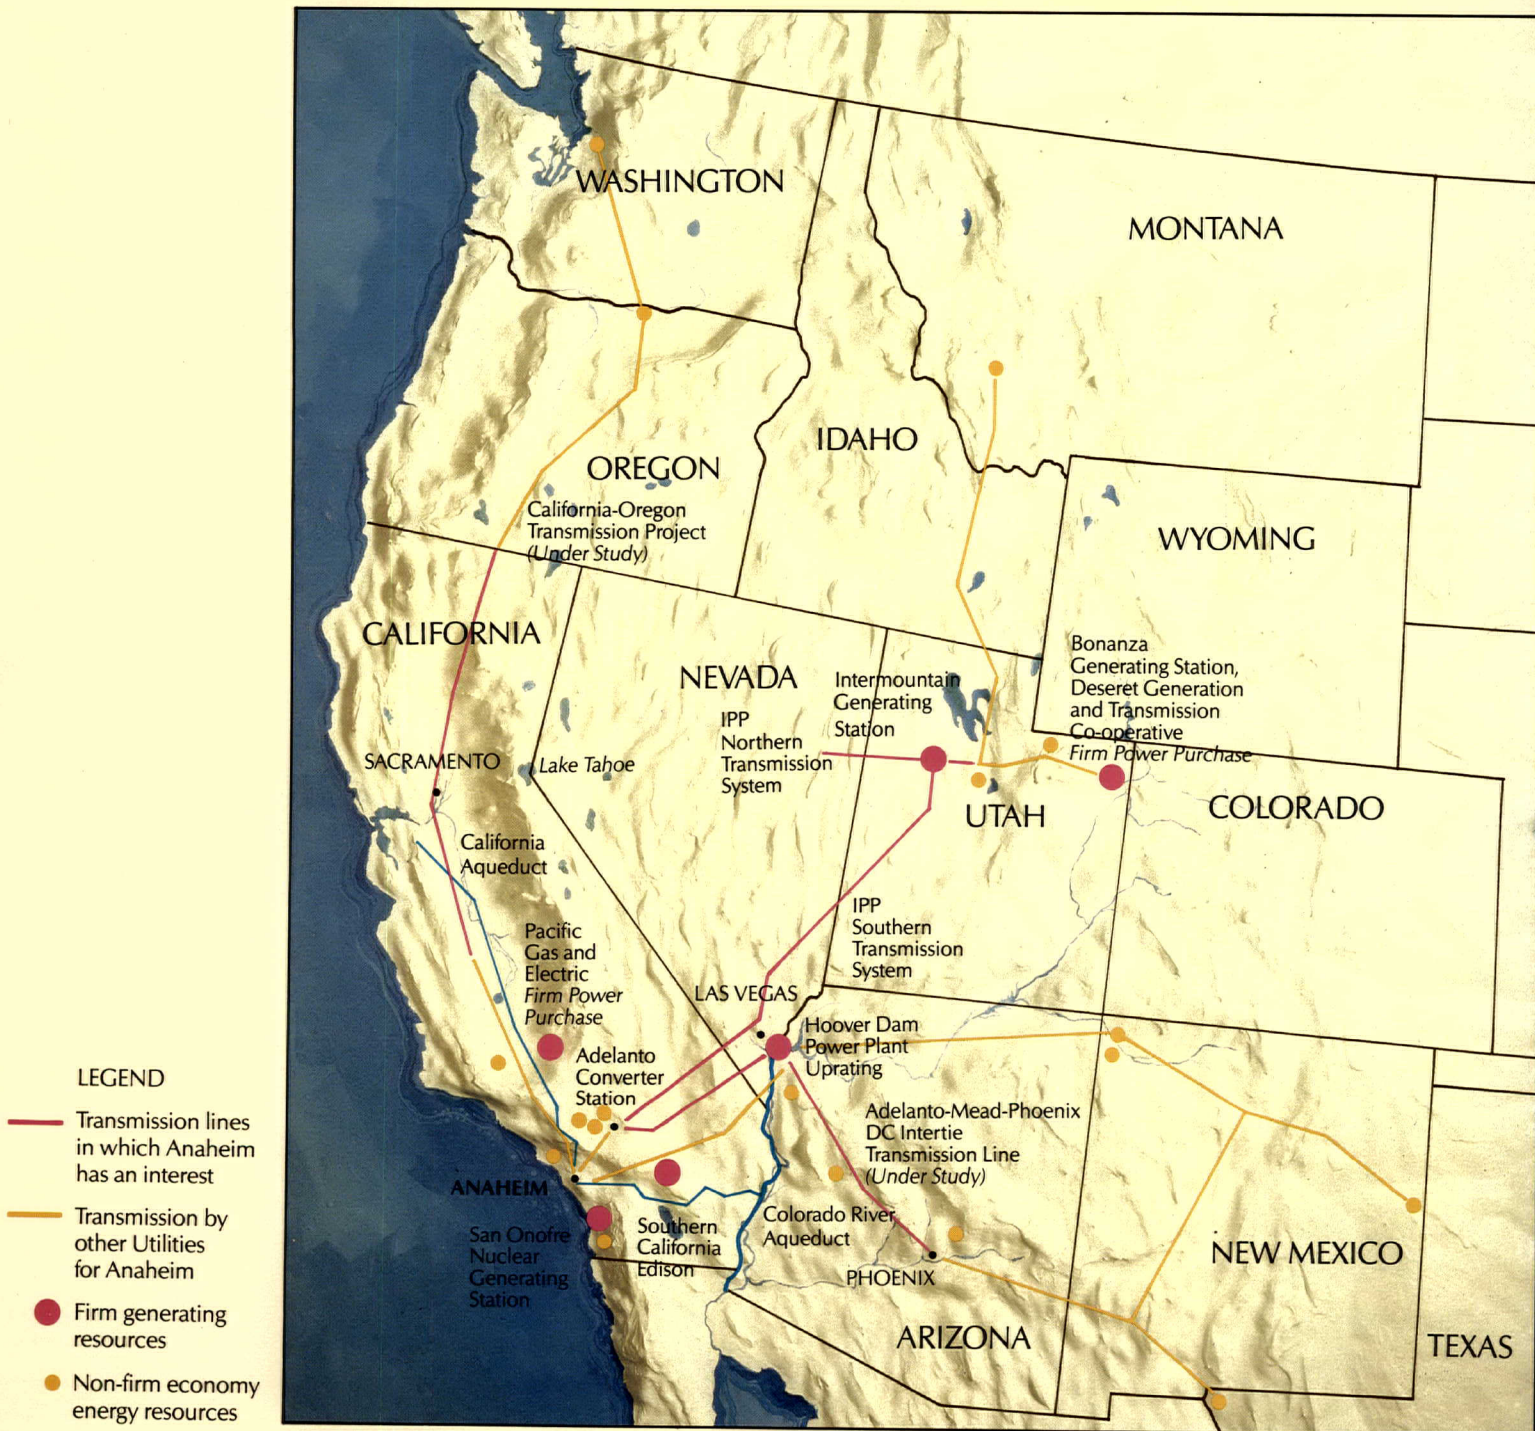 WASHINGTON
MONTANA
IDAHO
OREGON
California-Oregon
Transmission Project
(Under Study)
WYOMING
CALIFORNIA
NEVADA
Intermountain
Generating
Station
Bonanza
Generating Station,
Deseret Generation
and Transmission
Co-operative
Firm Power Purchase
IPP
Northern
Transmission
System
SACRAMENTO
Lake Tahoe
UTAH
COLORADO
California
Aqueduct
IPP
Southern
Transmission
System
Pacific
Gas and
Electric
Firm Power
Purchase
LAS VEGAS
Hoover Dam
Power Plant
Uprating
Adelanto
Converter
Station
Adelanto-Mead-Phoenix
DC Intertie
Transmission Line
(Under Study)
ANAHEIM
San Onofre
Nuclear
Generating
Station
Southern
California
Edison
Colorado River
Aqueduct
PHOENIX
NEW MEXICO
ARIZONA
TEXAS
LEGEND
Transmission lines
in which Anaheim
has an interest
Transmission by
other Utilities
for Anaheim
Firm generating
resources
Non-firm economy
energy resources